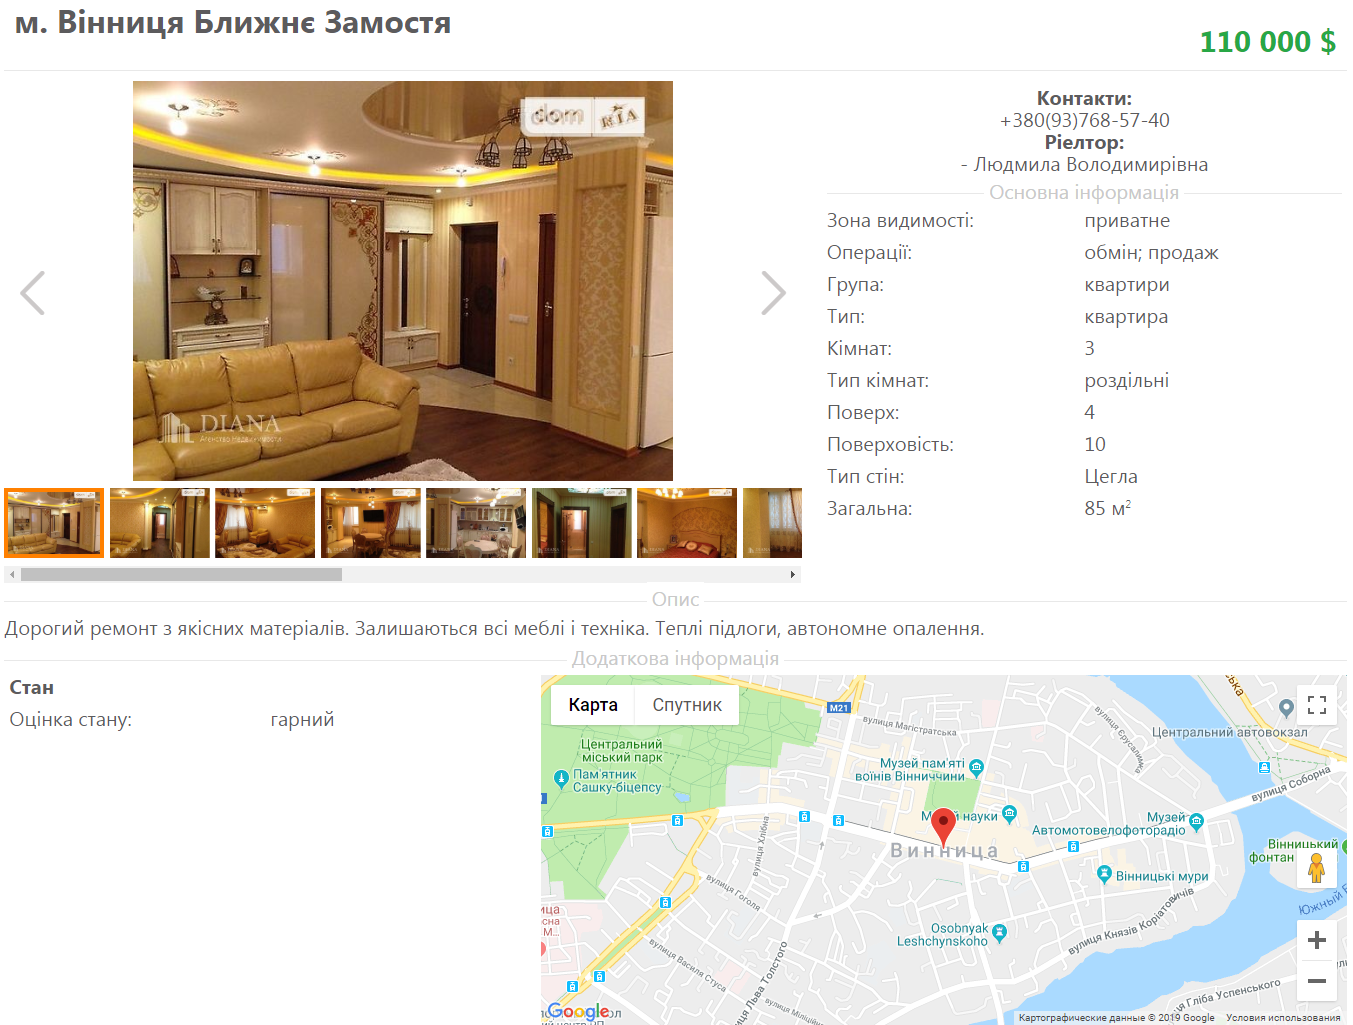 м. Вінниця Ближнє Замостя
110 000 $
dom RIA
DIANA
Агенство Недвижимости
Контакти:
+380(93)768-57-40
Ріелтор:
- Людмила Володимирівна
Основна інформація
Зона видимості: приватне
Операції: обмін; продаж
Група: квартири
Тип: квартира
Кімнат: 3
Тип кімнат: роздільні
Поверх: 4
Поверховість: 10
Тип стін: Цегла
Загальна: 85 м²
Опис
Дорогий ремонт з якісних матеріалів. Залишаються всі меблі і техніка. Теплі підлоги, автономне опалення.
Додаткова інформація
Стан
Оцінка стану: гарний
Карта Спутник
M21
вулиця Магістратська
вулиця Єрусалимка
Центральний автовокзал
Центральний
міський парк
Пам'ятник
Сашку-біцепсу
Музей пам'яті
воїнів Вінниччини
вулиця Соборна
Музей
Автомотовелофоторадіо
науки
Винница
Вінницький
фонтан
вулиця Хлібна
Вінницькі мури
вулиця Гоголя
Osobnyak
Leshchynskoho
вулиця Князів Коріатовичів
Южный
вулиця Василя Стуса
вулиця Льва Толстого
вулиця Гліба Успенського
Google
Картографические данные © 2019 Google Условия использования